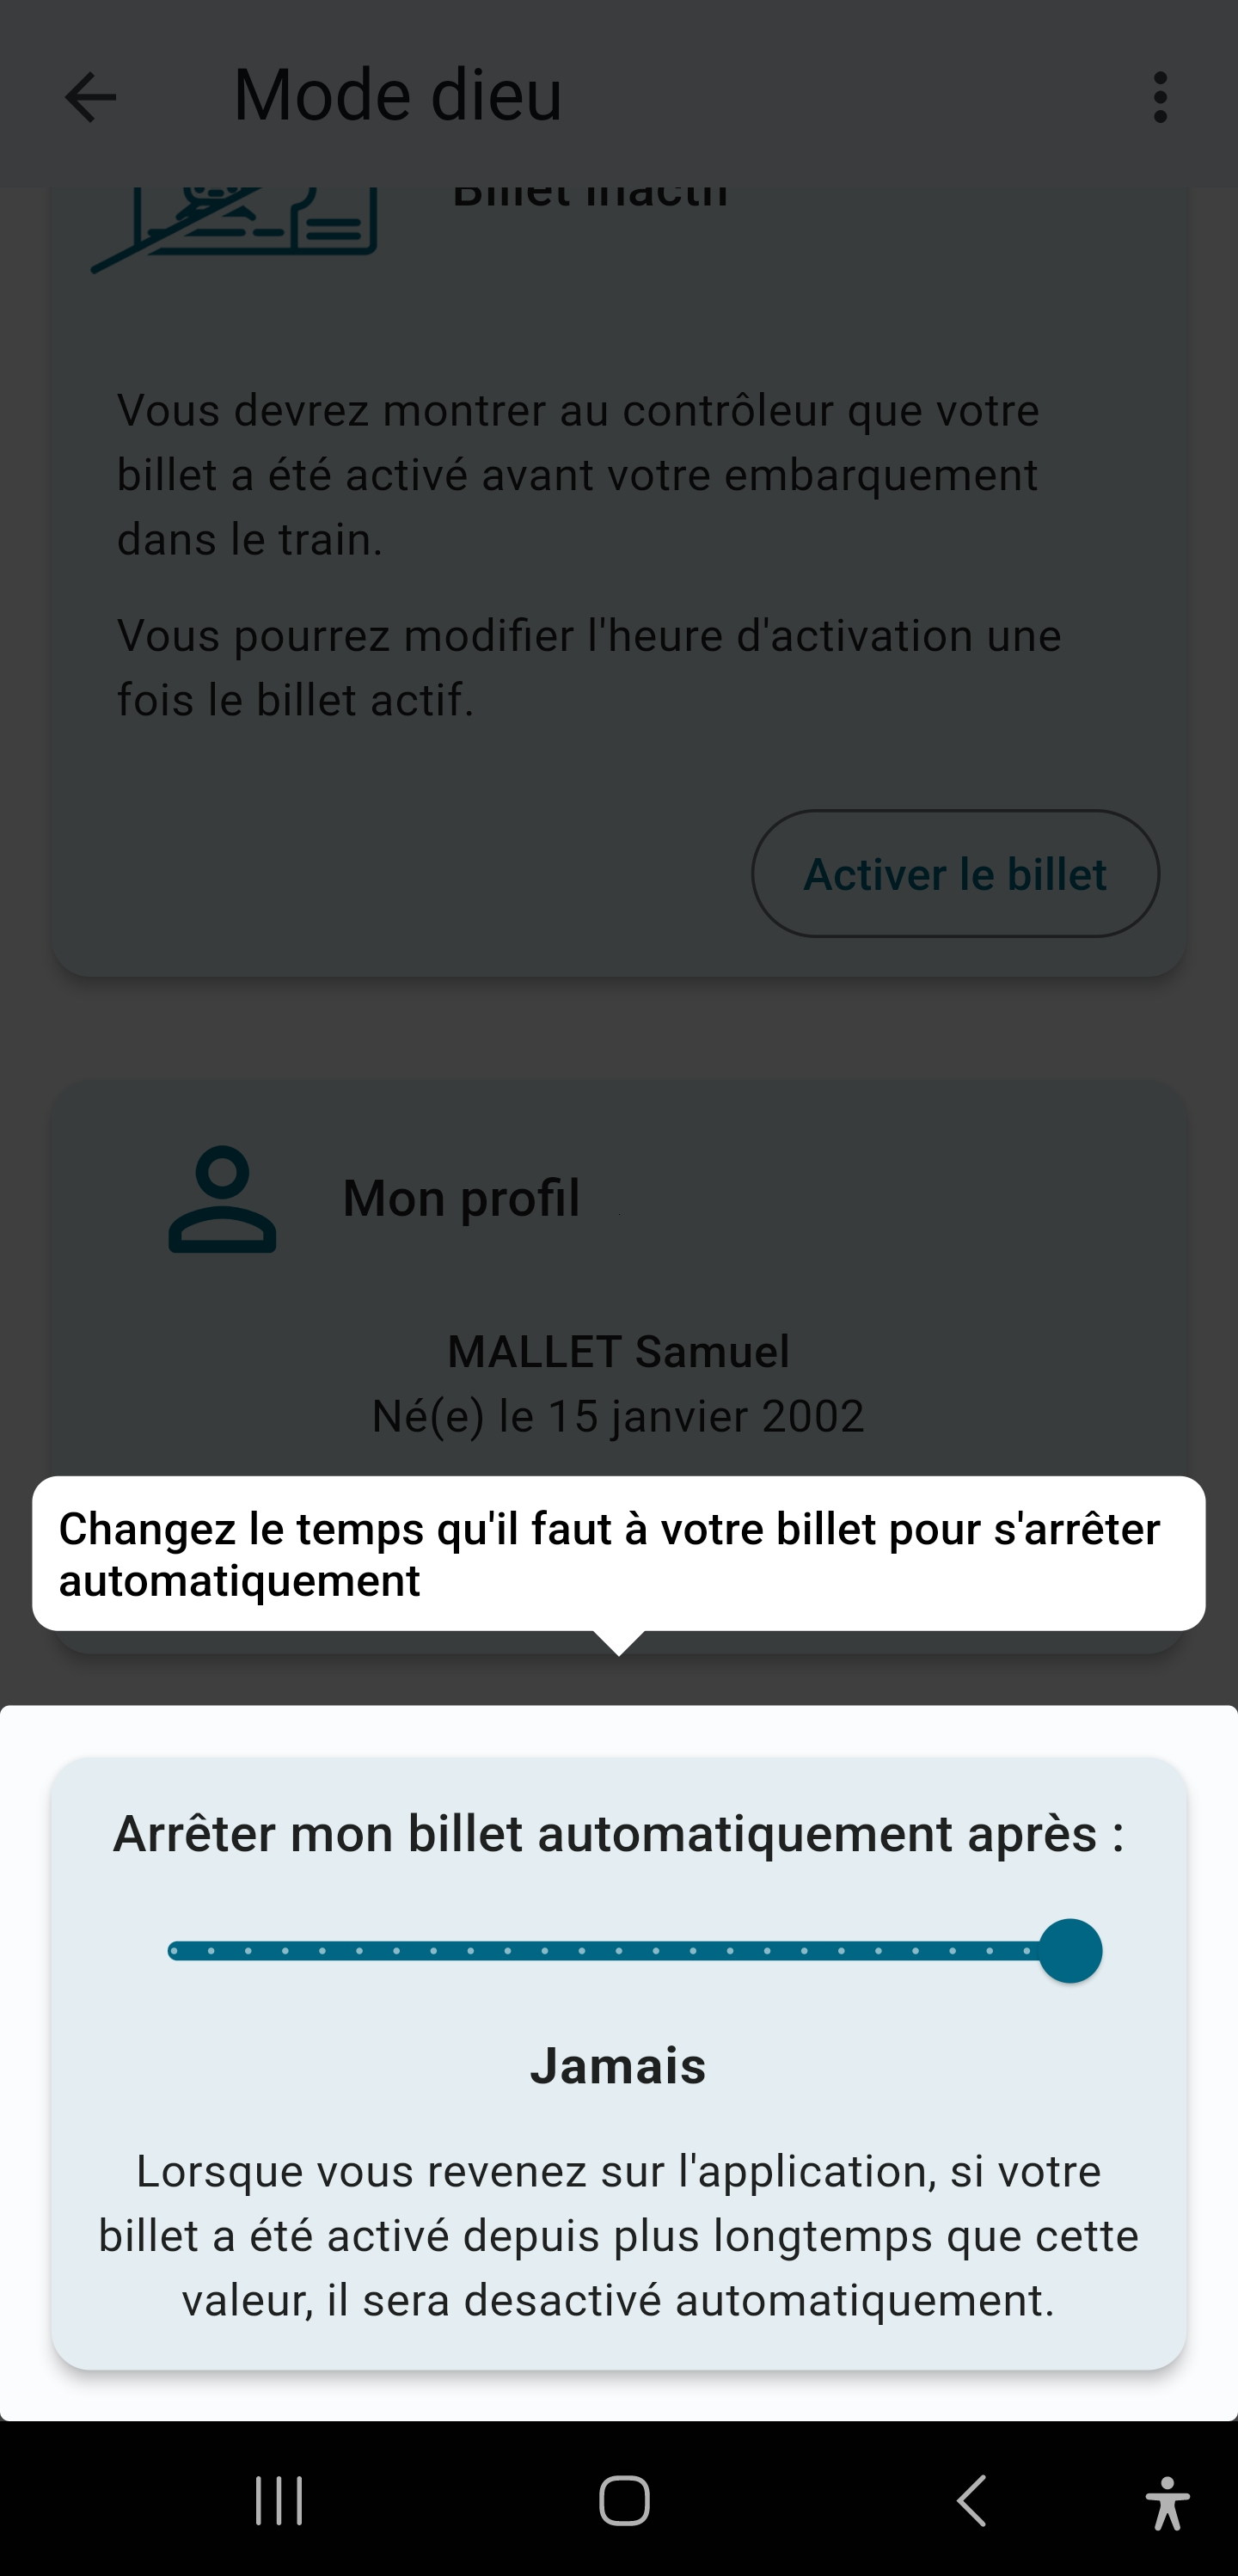 Mode dieu
Billet inactif
Vous devrez montrer au contrôleur que votre
billet a été activé avant votre embarquement
dans le train.
Vous pourrez modifier l'heure d'activation une
fois le billet actif.
Activer le billet
Mon profil
MALLET Samuel
Né(e) le 15 janvier 2002
Changez le temps qu'il faut à votre billet pour s'arrêter
automatiquement
Arrêter mon billet automatiquement après :
Jamais
Lorsque vous revenez sur l'application, si votre
billet a été activé depuis plus longtemps que cette
valeur, il sera desactivé automatiquement.